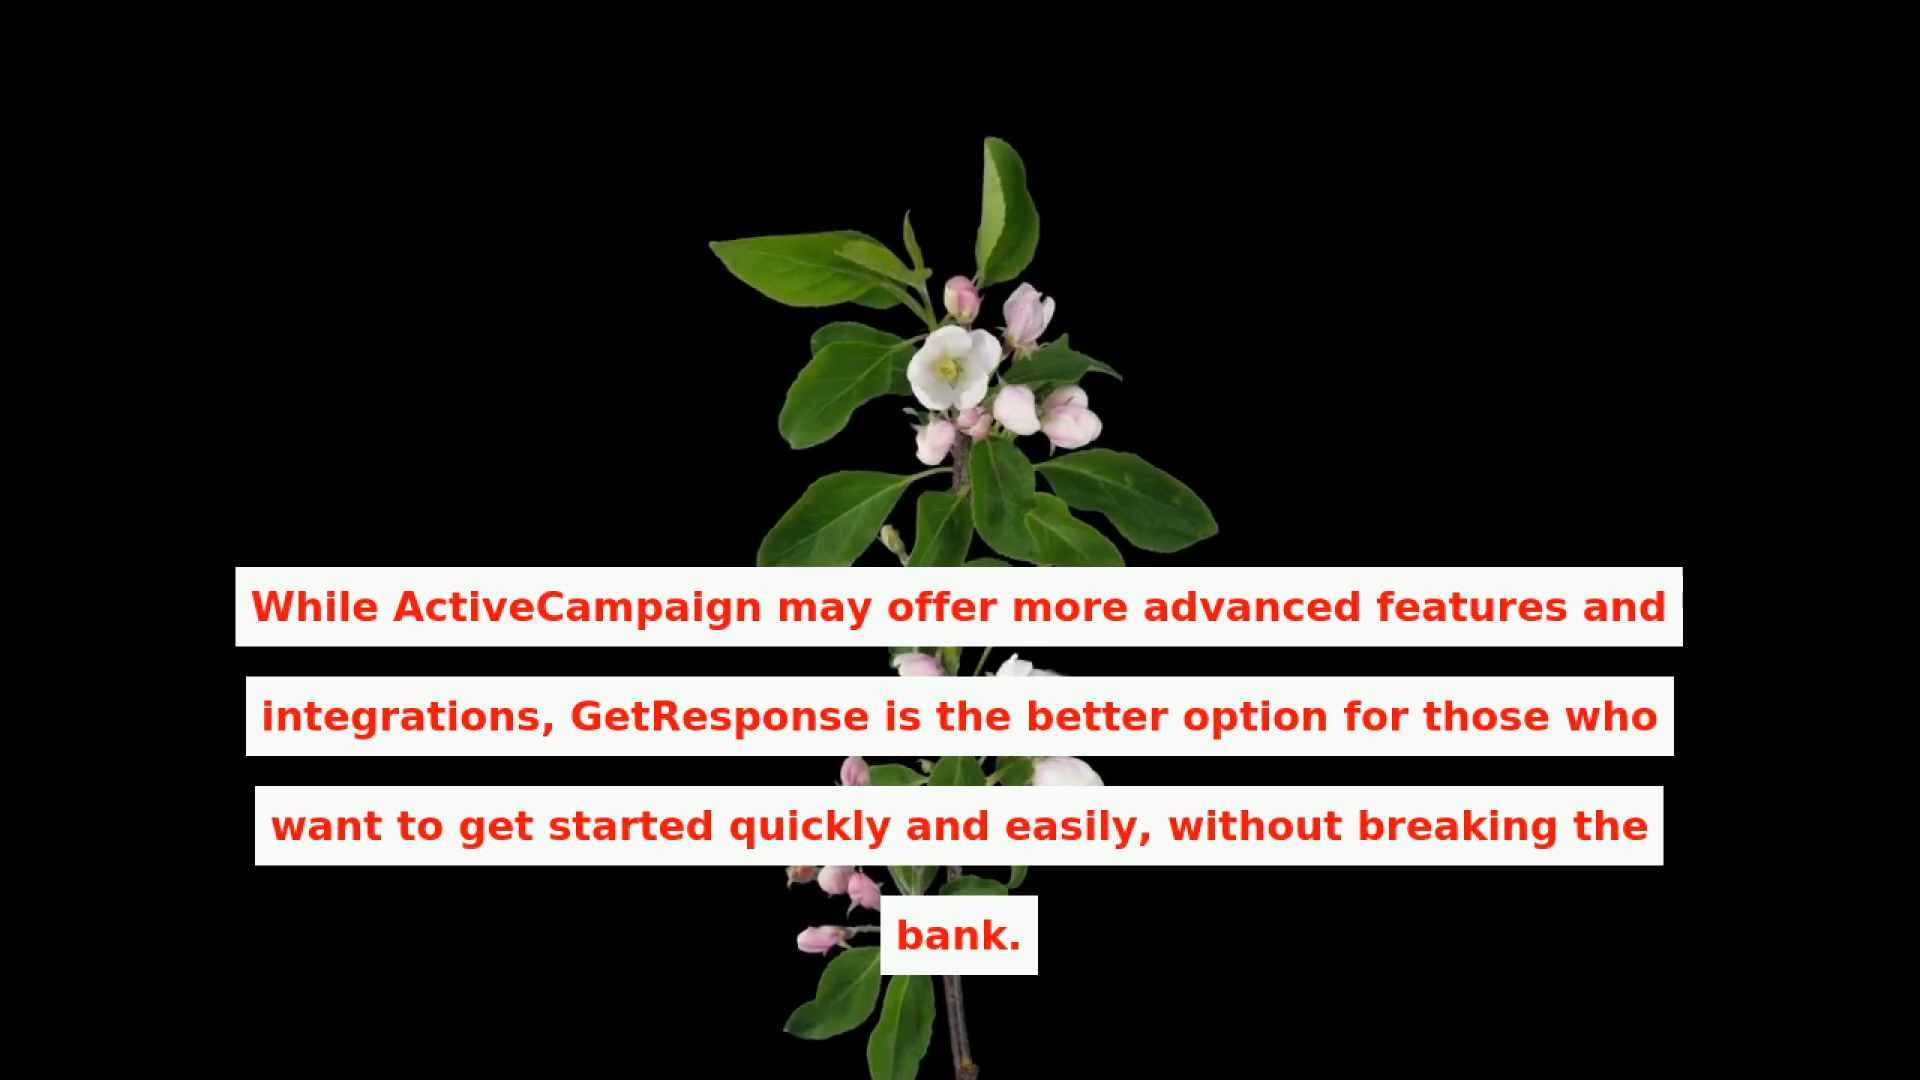 While ActiveCampaign may offer more advanced features and
integrations, GetResponse is the better option for those who
want to get started quickly and easily, without breaking the
bank.